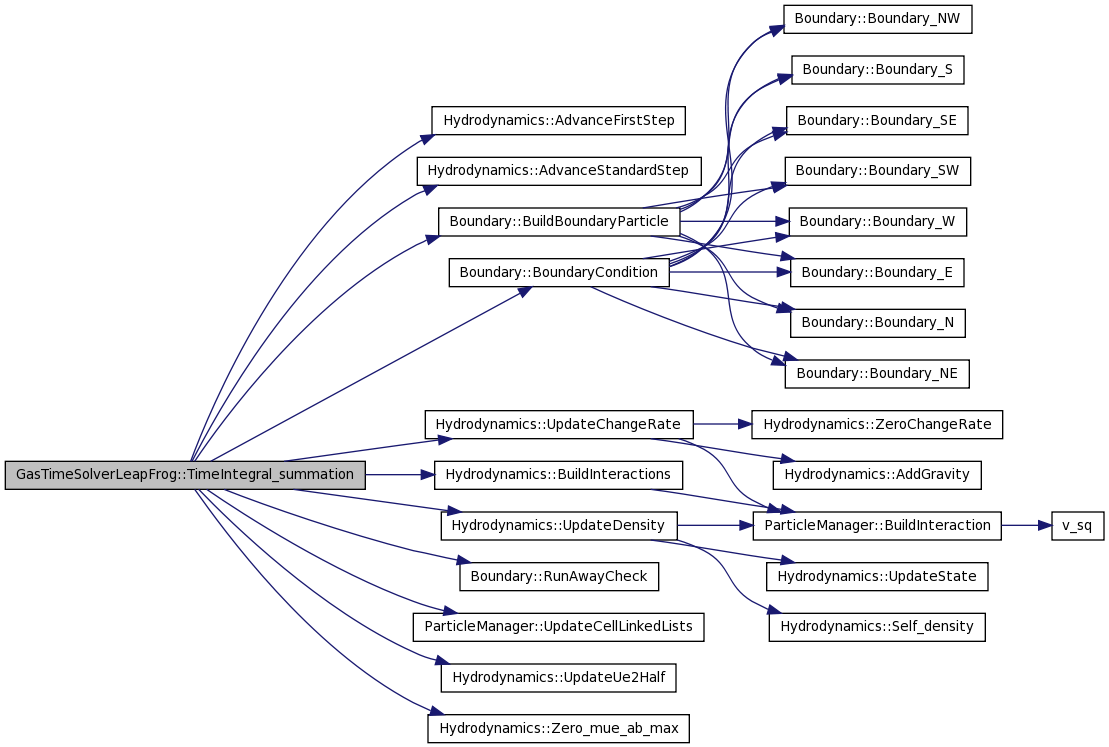 Boundary::Boundary_NW
Boundary::Boundary_S
Hydrodynamics::AdvanceFirstStep
Boundary::Boundary_SE
Hydrodynamics::AdvanceStandardStep
Boundary::Boundary_SW
Boundary::BuildBoundaryParticle
Boundary::Boundary_W
Boundary::BoundaryCondition
Boundary::Boundary_E
Boundary::Boundary_N
Boundary::Boundary_NE
Hydrodynamics::UpdateChangeRate
Hydrodynamics::ZeroChangeRate
GasTimeSolverLeapFrog::TimeIntegral_summation
Hydrodynamics::BuildInteractions
Hydrodynamics::AddGravity
Hydrodynamics::UpdateDensity
ParticleManager::BuildInteraction
v_sq
Boundary::RunAwayCheck
Hydrodynamics::UpdateState
ParticleManager::UpdateCellLinkedLists
Hydrodynamics::Self_density
Hydrodynamics::UpdateUe2Half
Hydrodynamics::Zero_mue_ab_max